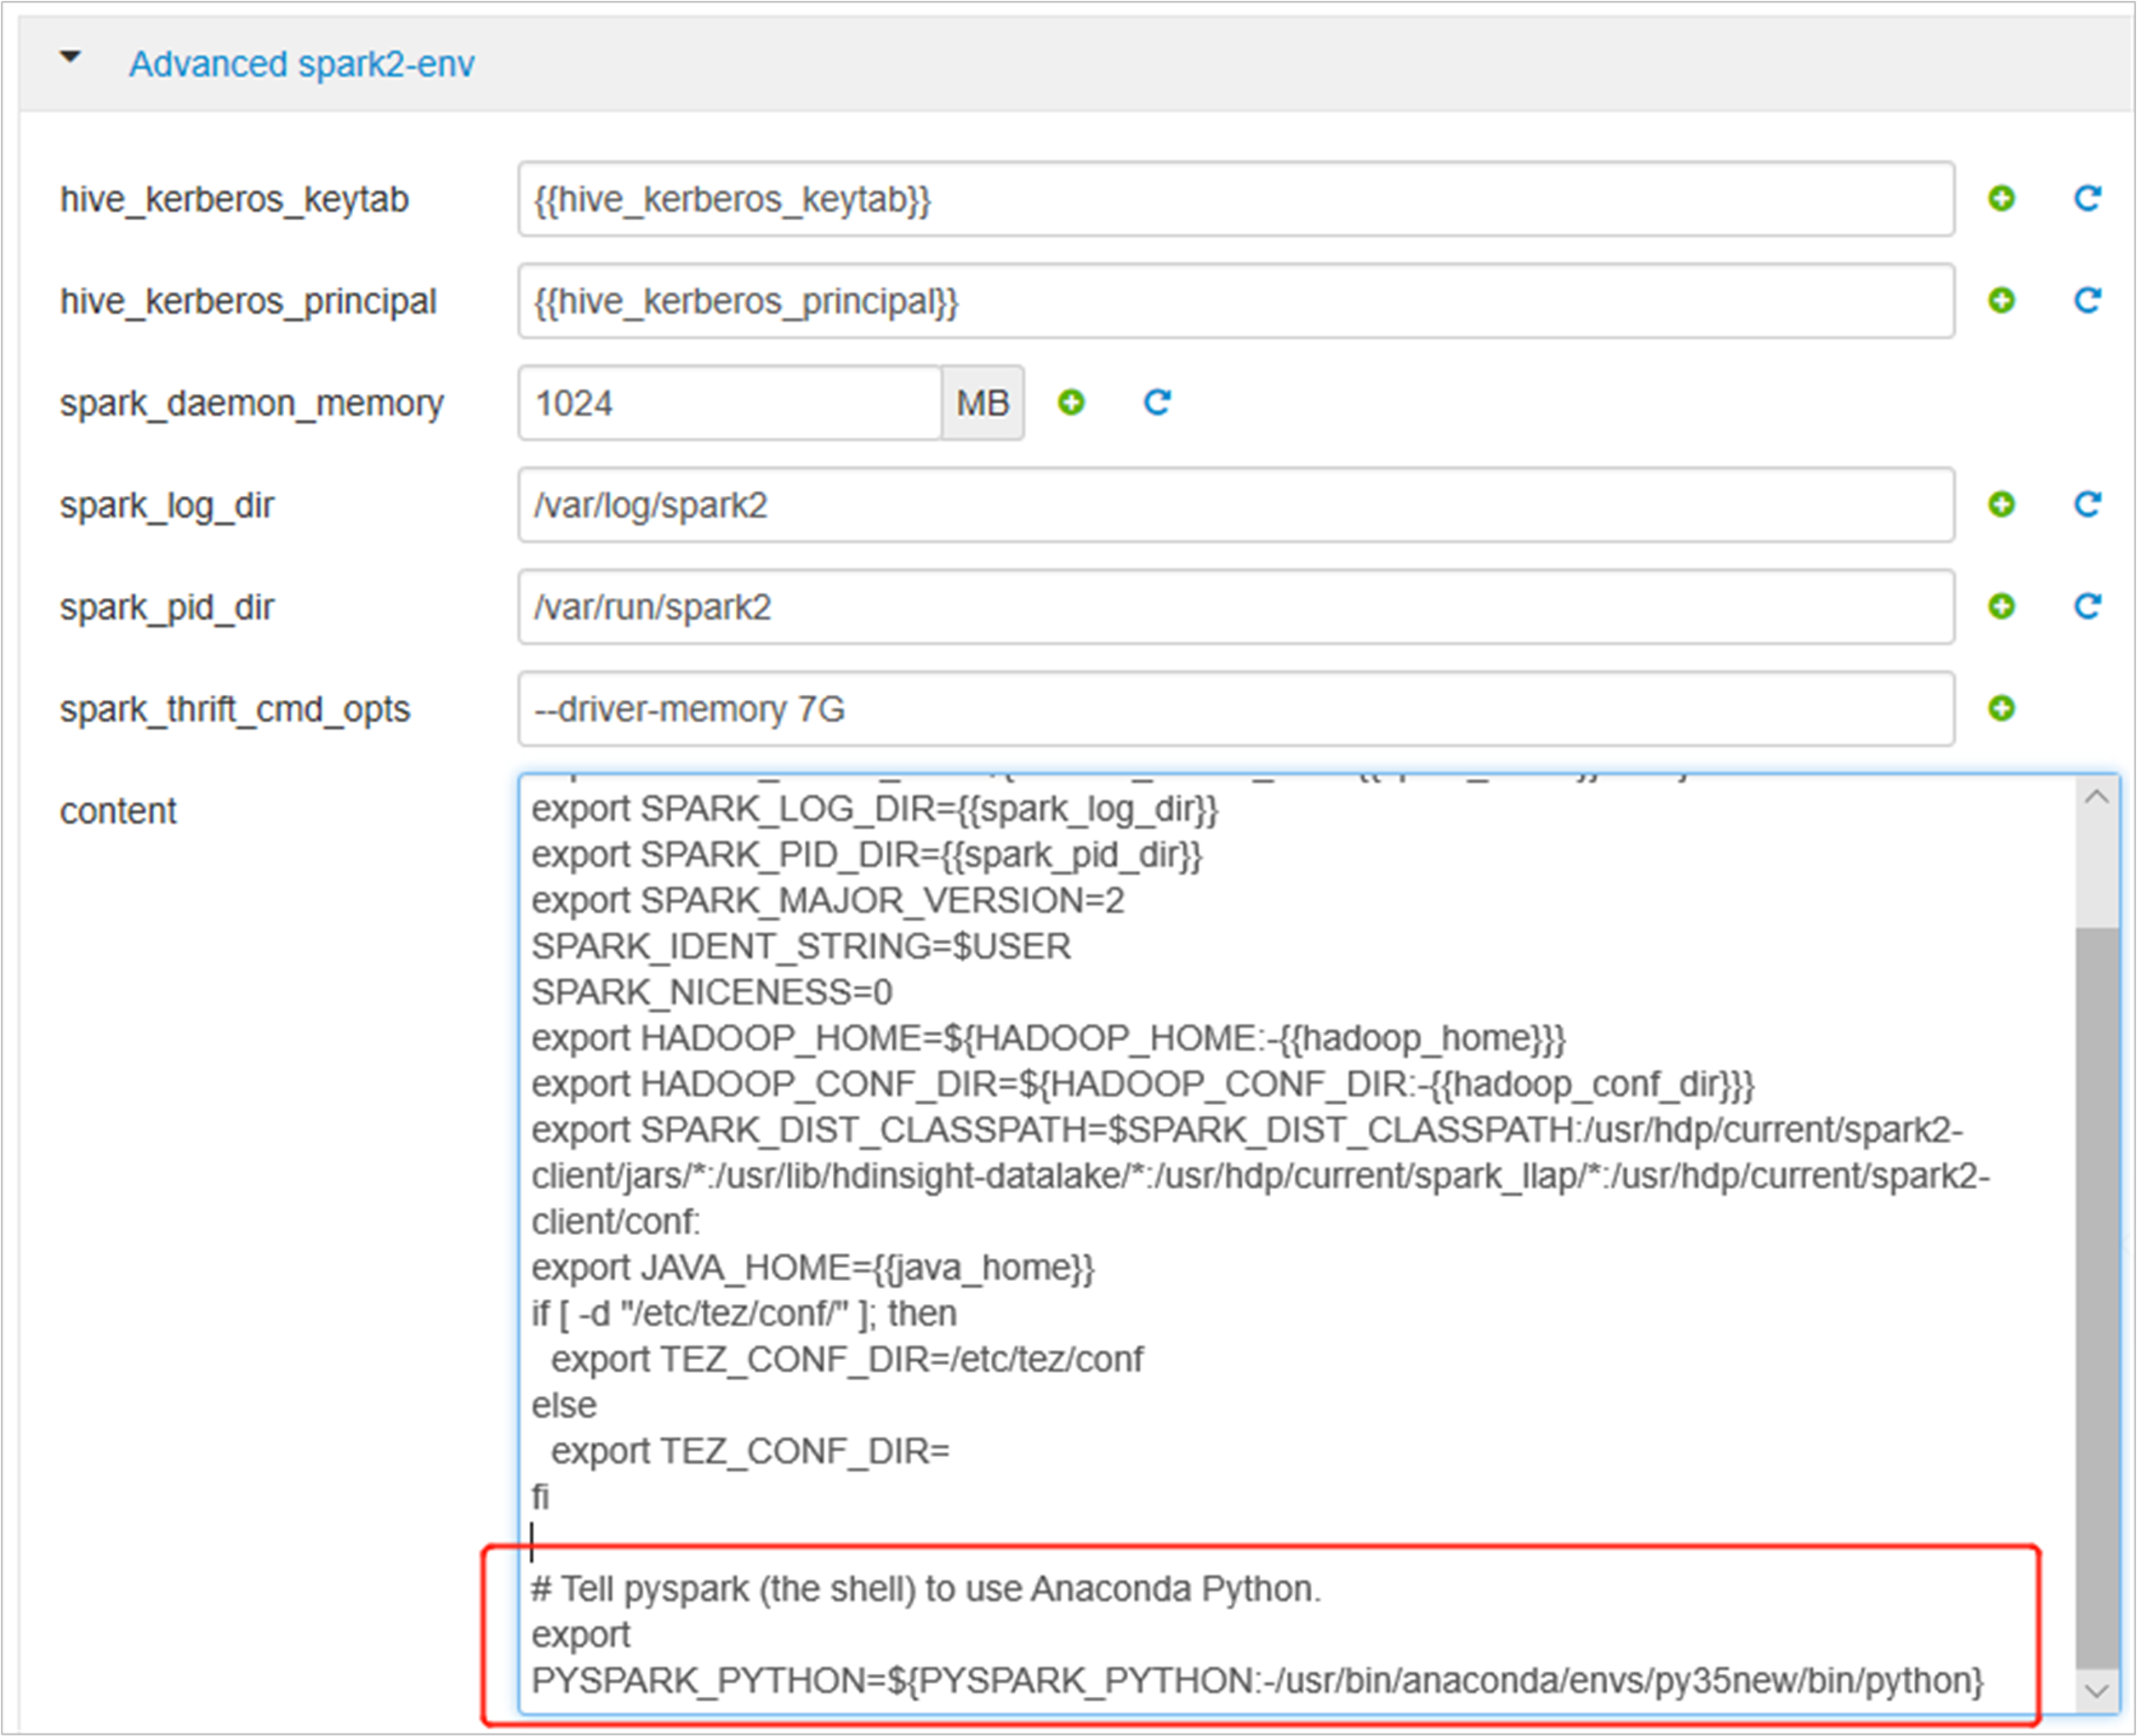 Advanced spark2-env
hive_kerberos_keytab {{hive_kerberos_keytab}}
hive_kerberos_principal {{hive_kerberos_principal}}
spark_daemon_memory 1024 MB
spark_log_dir /var/log/spark2
spark_pid_dir /var/run/spark2
spark_thrift_cmd_opts --driver-memory 7G
content
export SPARK_LOG_DIR={{spark_log_dir}}
export SPARK_PID_DIR={{spark_pid_dir}}
export SPARK_MAJOR_VERSION=2
SPARK_IDENT_STRING=$USER
SPARK_NICENESS=0
export HADOOP_HOME=${HADOOP_HOME:-{{hadoop_home}}}
export HADOOP_CONF_DIR=${HADOOP_CONF_DIR:-{{hadoop_conf_dir}}}
export SPARK_DIST_CLASSPATH=$SPARK_DIST_CLASSPATH:/usr/hdp/current/spark2-
client/jars/*:/usr/lib/hdinsight-datalake/*:/usr/hdp/current/spark_llap/*:/usr/hdp/current/spark2-
client/conf:
export JAVA_HOME={{java_home}}
if [ -d "/etc/tez/conf/" ]; then
  export TEZ_CONF_DIR=/etc/tez/conf
else
  export TEZ_CONF_DIR=
fi
# Tell pyspark (the shell) to use Anaconda Python.
export
PYSPARK_PYTHON=${PYSPARK_PYTHON:-/usr/bin/anaconda/envs/py35new/bin/python}